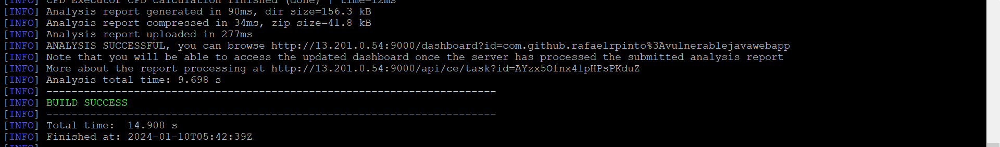 [INFO] CPD Executor CPD calculation finished (done) | time=12ms
[INFO] Analysis report generated in 90ms, dir size=156.3 kB
[INFO] Analysis report compressed in 34ms, zip size=41.8 kB
[INFO] Analysis report uploaded in 277ms
[INFO] ANALYSIS SUCCESSFUL, you can browse http://13.201.0.54:9000/dashboard?id=com.github.rafaelrpinto%3Avulnerablejavawebapp
[INFO] Note that you will be able to access the updated dashboard once the server has processed the submitted analysis report
[INFO] More about the report processing at http://13.201.0.54:9000/api/ce/task?id=AYzx5Ofnx4lpHPsPKduZ
[INFO] Analysis total time: 9.698 s
[INFO] ------------------------------------------------------------------------
[INFO] BUILD SUCCESS
[INFO] ------------------------------------------------------------------------
[INFO] Total time:  14.908 s
[INFO] Finished at: 2024-01-10T05:42:39Z
[INFO]